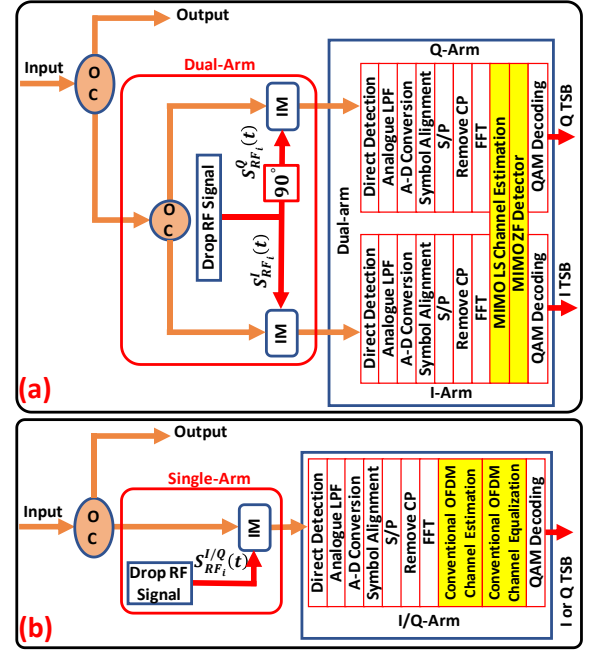 Output
Input
O
C
Dual-Arm
IM
S^Q_{RF_i}(t)
90°
O
C
Drop RF Signal
S^I_{RF_i}(t)
IM
Q-Arm
Direct Detection
Analogue LPF
A-D Conversion
Symbol Alignment
S/P
Remove CP
FFT
QAM Decoding
Q TSB
Dual-arm
MIMO LS Channel Estimation
MIMO ZF Detector
Direct Detection
Analogue LPF
A-D Conversion
Symbol Alignment
S/P
Remove CP
FFT
QAM Decoding
I TSB
I-Arm
(a)
Output
Input
O
C
Single-Arm
IM
S^{I/Q}_{RF_i}(t)
Drop RF
Signal
Direct Detection
Analogue LPF
A-D Conversion
Symbol Alignment
S/P
Remove CP
FFT
Conventional OFDM
Channel Estimation
Conventional OFDM
Channel Equalization
QAM Decoding
I or Q TSB
I/Q-Arm
(b)